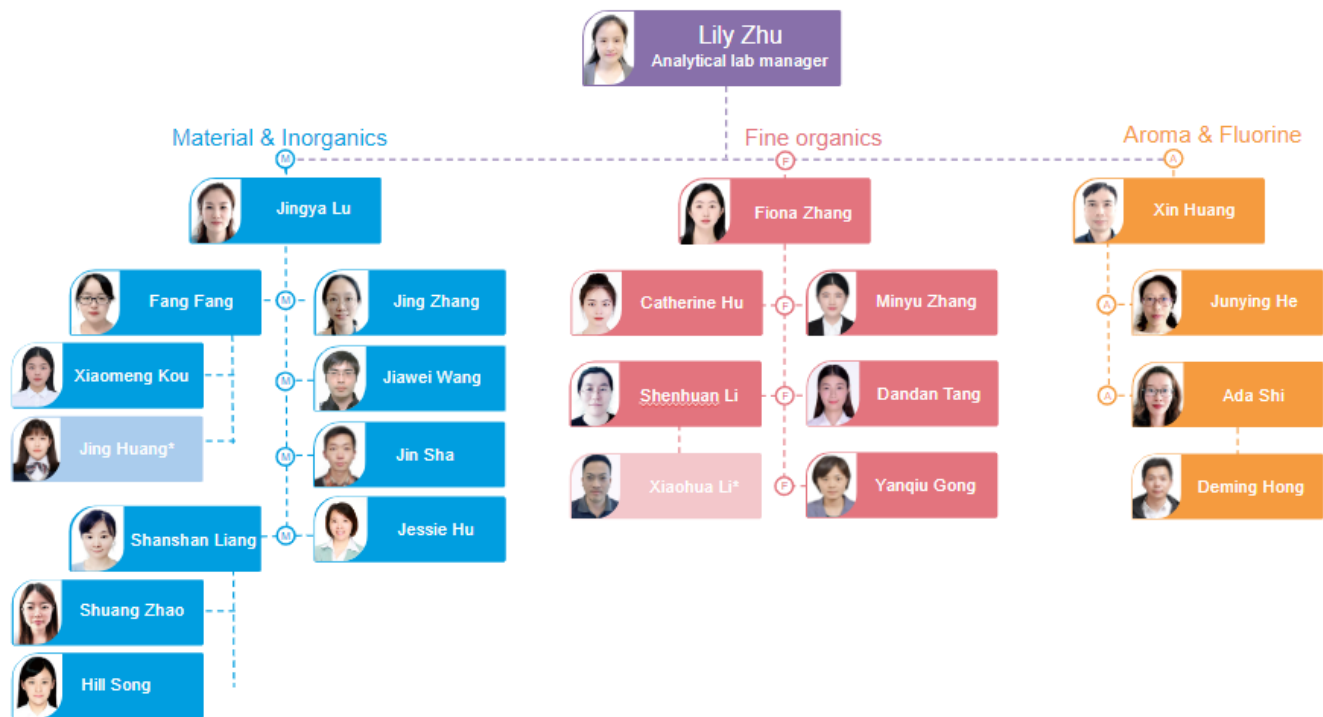 Lily Zhu
Analytical lab manager
Material & Inorganics
Fine organics
Aroma & Fluorine
M
F
A
Jingya Lu
Fiona Zhang
Xin Huang
Fang Fang
M
Jing Zhang
Xiaomeng Kou
Jiawei Wang
M
Jing Huang*
Jin Sha
M
Shanshan Liang
M
Jessie Hu
Shuang Zhao
Hill Song
Catherine Hu
F
Minyu Zhang
Shenhuan Li
F
Dandan Tang
Xiaohua Li*
F
Yanqiu Gong
A
Junying He
A
Ada Shi
Deming Hong